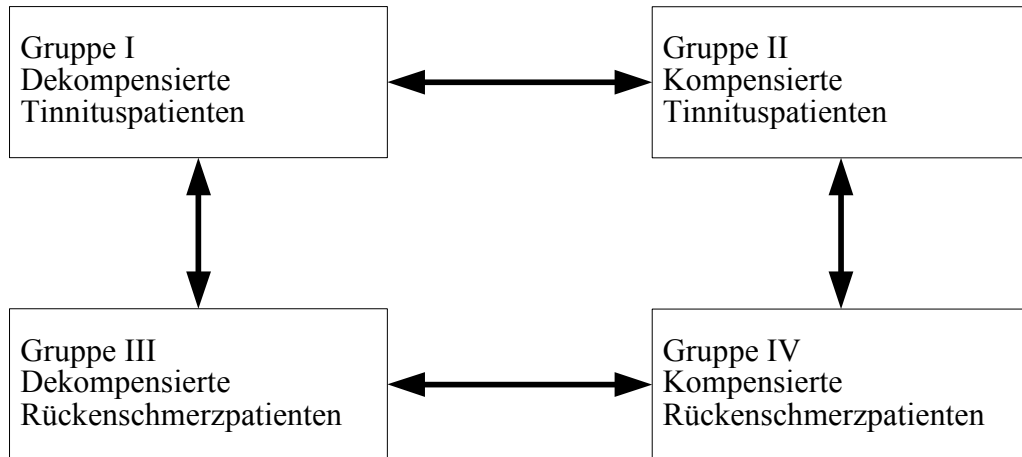 Gruppe I
Dekompensierte
Tinnituspatienten
Gruppe II
Kompensierte
Tinnituspatienten
Gruppe III
Dekompensierte
Rückenschmerzpatienten
Gruppe IV
Kompensierte
Rückenschmerzpatienten